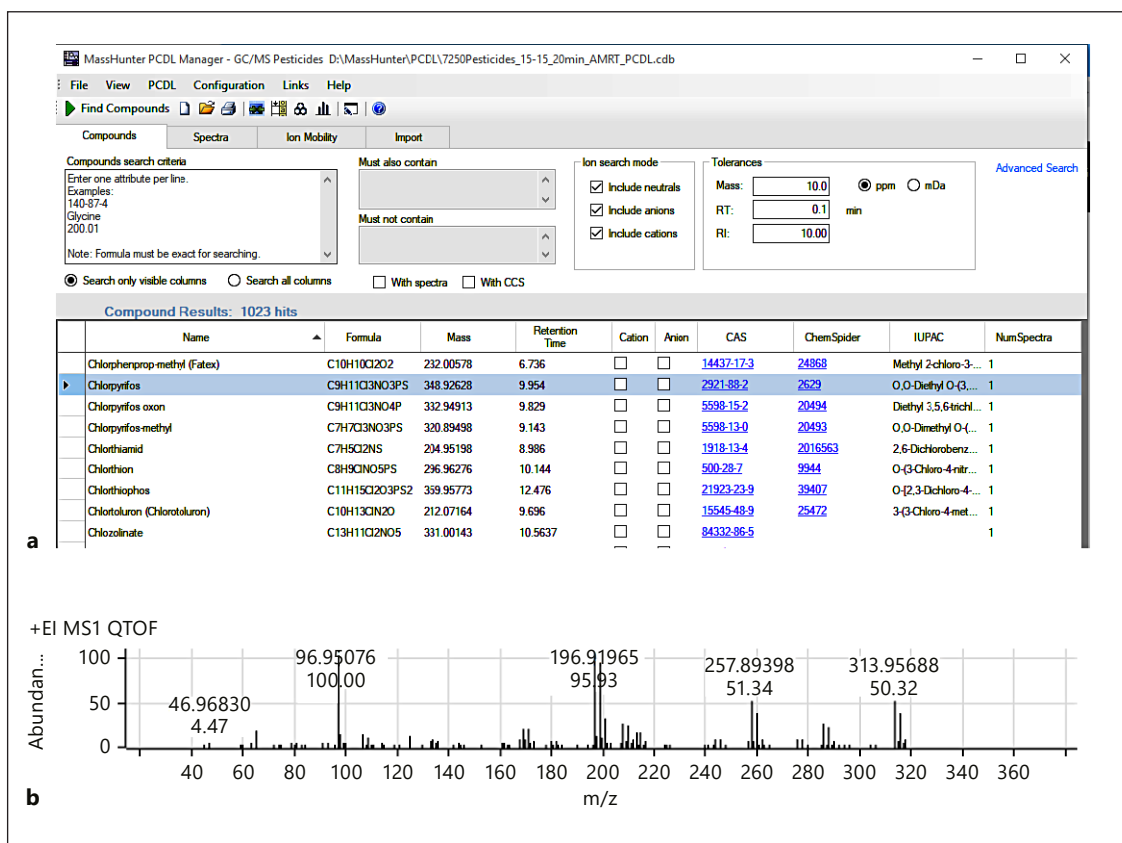 MassHunter PCDL Manager - GC/MS Pesticides D:\MassHunter\PCDL\7250Pesticides_15-15_20min_AMRT_PCDL.cdb
File View PCDL Configuration Links Help
Find Compounds
Compounds Spectra Ion Mobility Import
Compounds search criteria
Enter one attribute per line.
Examples:
140-87-4
Glycine
200.01
Note: Formula must be exact for searching.
Must also contain
Must not contain
Ion search mode
Include neutrals
Include anions
Include cations
Tolerances
Mass: 10.0 ppm mDa
RT: 0.1 min
RI: 10.00
Advanced Search
Search only visible columns Search all columns With spectra With CCS
Compound Results: 1023 hits
Name Formula Mass Retention Time Cation Anion CAS ChemSpider IUPAC NumSpectra
Chlorphenprop-methyl (Fatex) C10H10Cl2O2 232.00578 6.736 14437-17-3 24868 Methyl 2-chloro-3-... 1
Chlorpyrifos C9H11Cl3NO3PS 348.92628 9.954 2921-88-2 2629 O,O-Diethyl O-(3,... 1
Chlorpyrifos oxon C9H11Cl3NO4P 332.94913 9.829 5598-15-2 20494 Diethyl 3,5,6-trichl... 1
Chlorpyrifos-methyl C7H7Cl3NO3PS 320.89498 9.143 5598-13-0 20493 O,O-Dimethyl O-(... 1
Chlorthiamid C7H5Cl2NS 204.95198 8.986 1918-13-4 2016563 2,6-Dichlorobenz... 1
Chlorthion C8H9ClNO5PS 296.96276 10.144 500-28-7 9944 O-(3-Chloro-4-nitr... 1
Chlorthiophos C11H15Cl2O3PS2 359.95773 12.476 21923-23-9 39407 O-[2,3-Dichloro-4-... 1
Chlortoluron (Chlorotoluron) C10H13ClN2O 212.07164 9.696 15545-48-9 25472 3-(3-Chloro-4-met... 1
Chlozolinate C13H11Cl2NO5 331.00143 10.5637 84332-86-5 1
a
+EI MS1 QTOF
Abundan...
100
50
0
46.96830
4.47
96.95076
100.00
196.91965
95.93
257.89398
51.34
313.95688
50.32
40 60 80 100 120 140 160 180 200 220 240 260 280 300 320 340 360
m/z
b